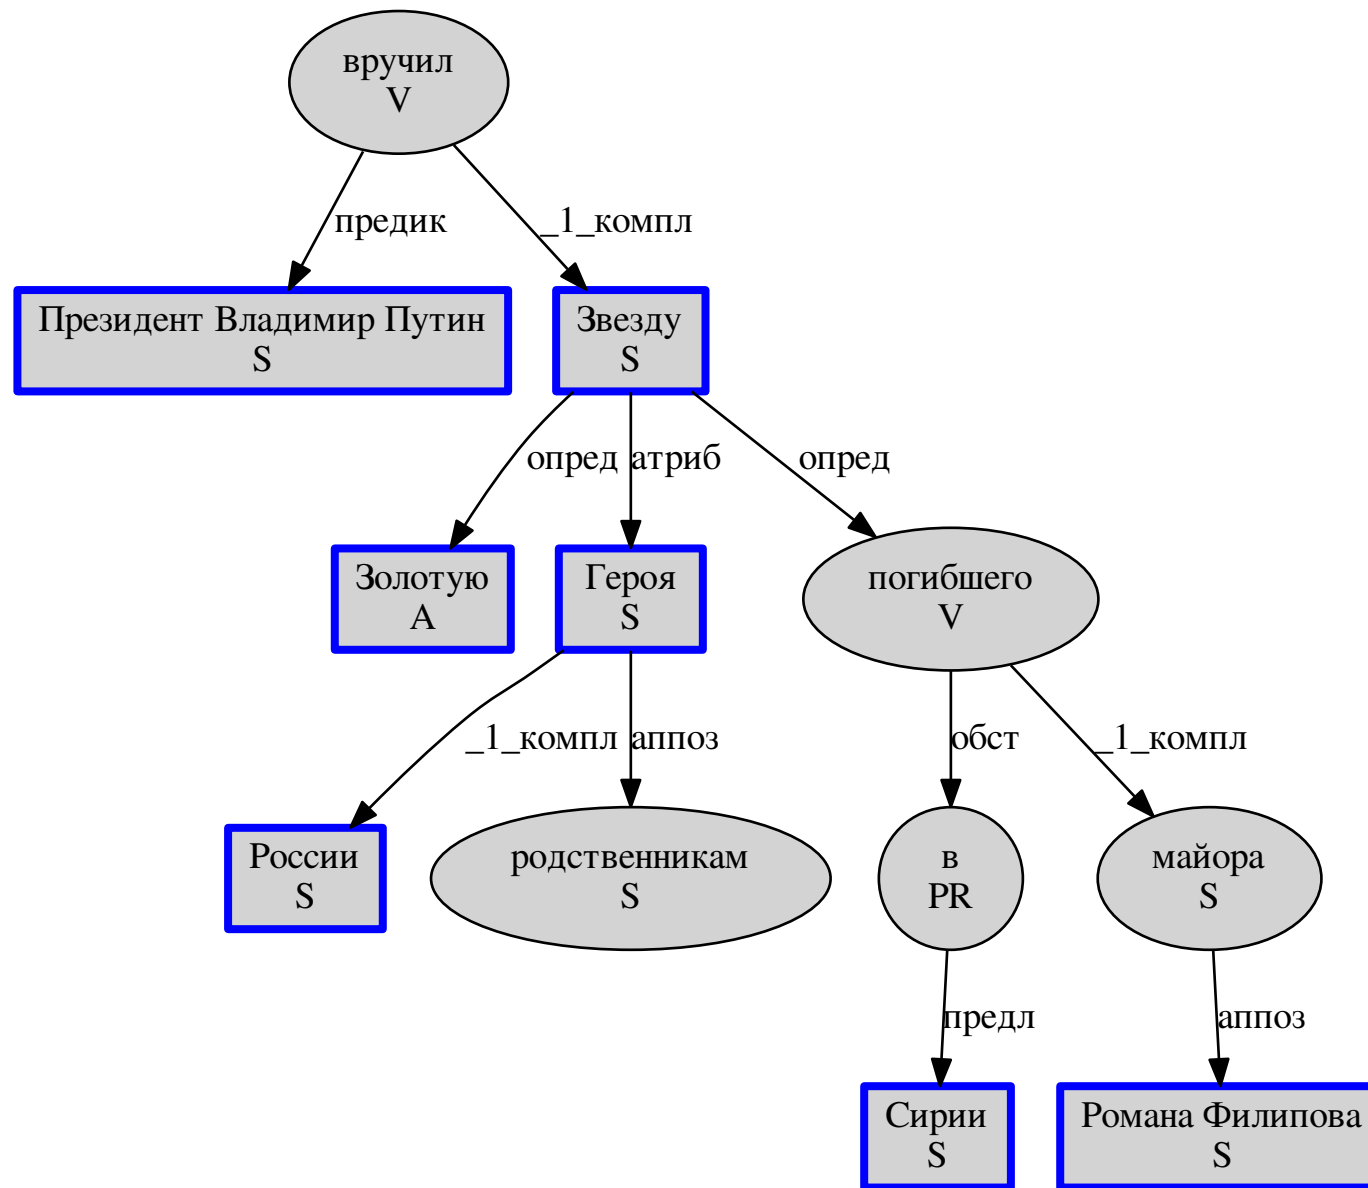 вручил
V
предик
_1_компл
Президент Владимир Путин
S
Звезду
S
опред
атриб
опред
Золотую
A
Героя
S
погибшего
V
_1_компл
аппоз
обст
_1_компл
России
S
родственникам
S
в
PR
майора
S
предл
аппоз
Сирии
S
Романа Филипова
S